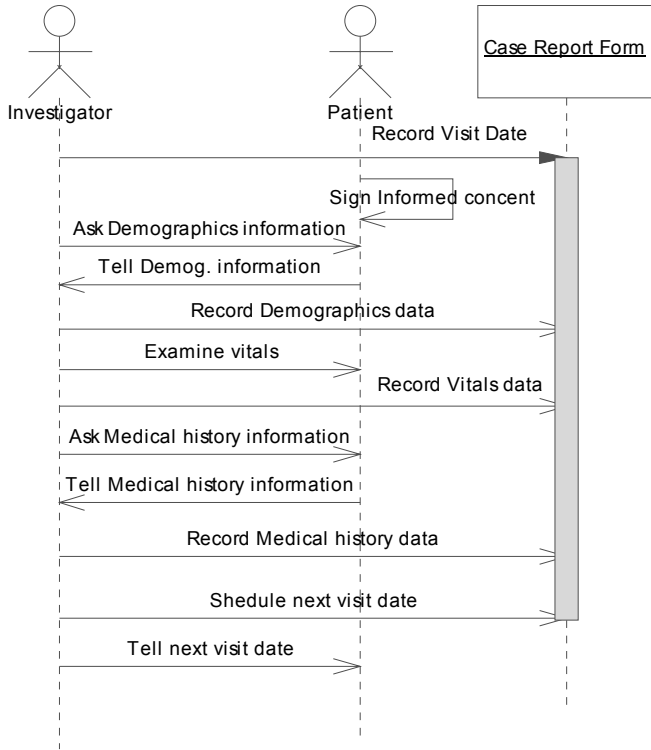 Case Report Form
Investigator
Patient
Record Visit Date
Sign Informed concent
Ask Demographics information
Tell Demog. information
Record Demographics data
Examine vitals
Record Vitals data
Ask Medical history information
Tell Medical history information
Record Medical history data
Shedule next visit date
Tell next visit date